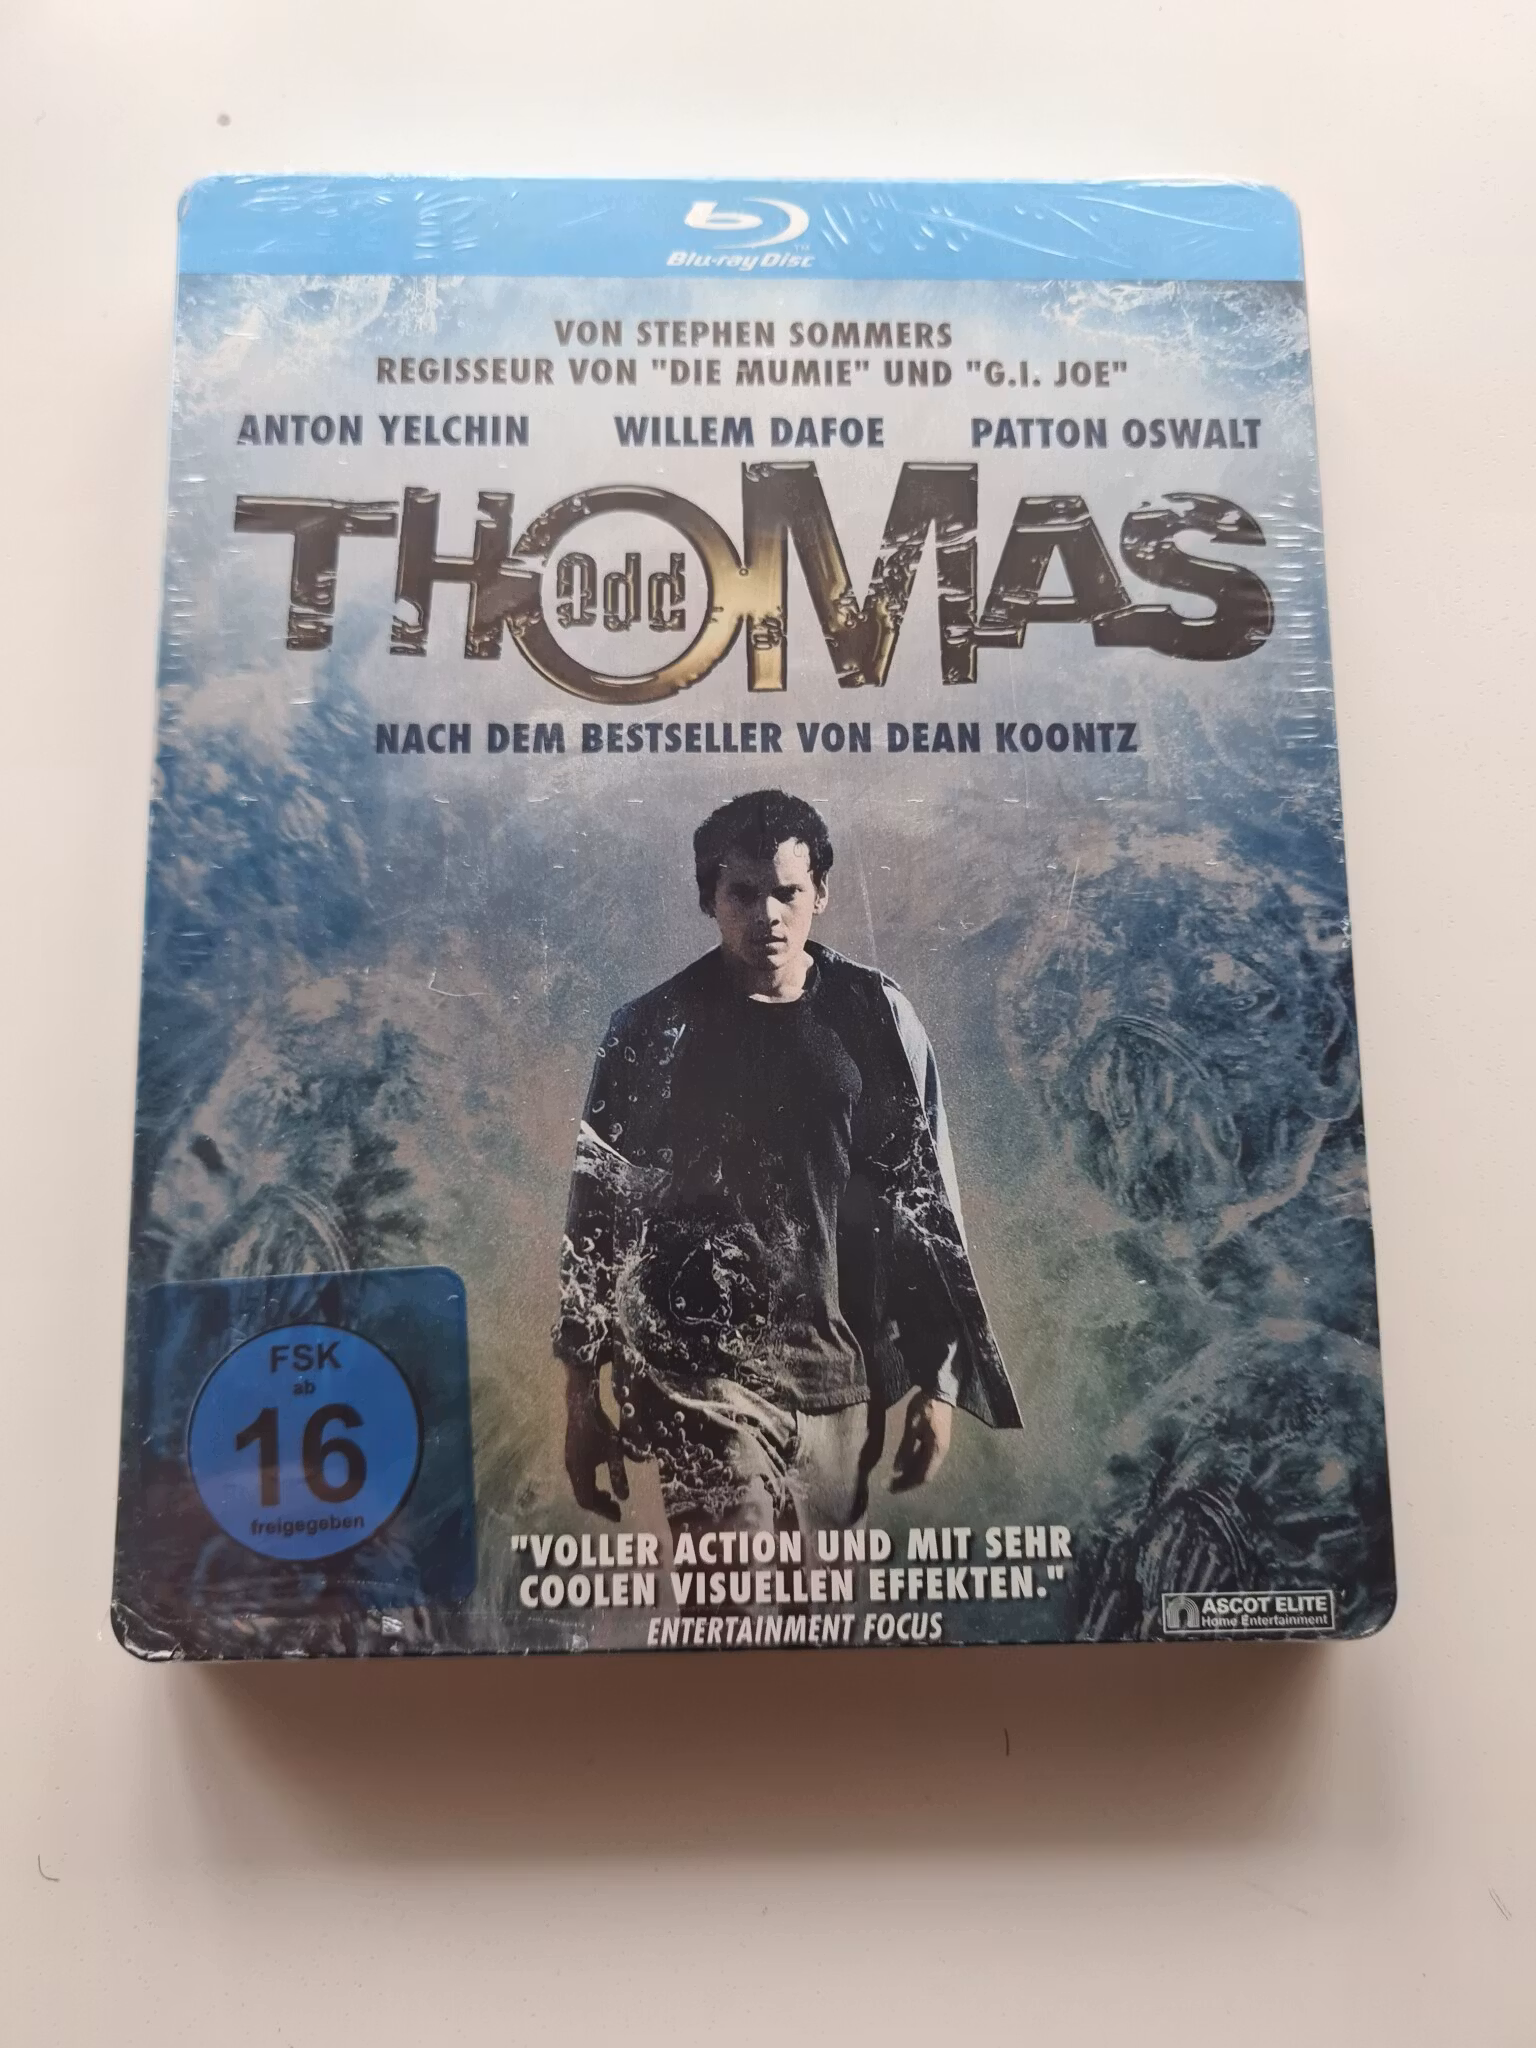 Blu-ray Disc™
VON STEPHEN SOMMERS
REGISSEUR VON "DIE MUMIE" UND "G.I. JOE"
ANTON YELCHIN WILLEM DAFOE PATTON OSWALT
Odd
THOMAS
NACH DEM BESTSELLER VON DEAN KOONTZ
FSK
ab
16
freigegeben
"VOLLER ACTION UND MIT SEHR
COOLEN VISUELLEN EFFEKTEN."
ENTERTAINMENT FOCUS
ASCOT ELITE
Home Entertainment